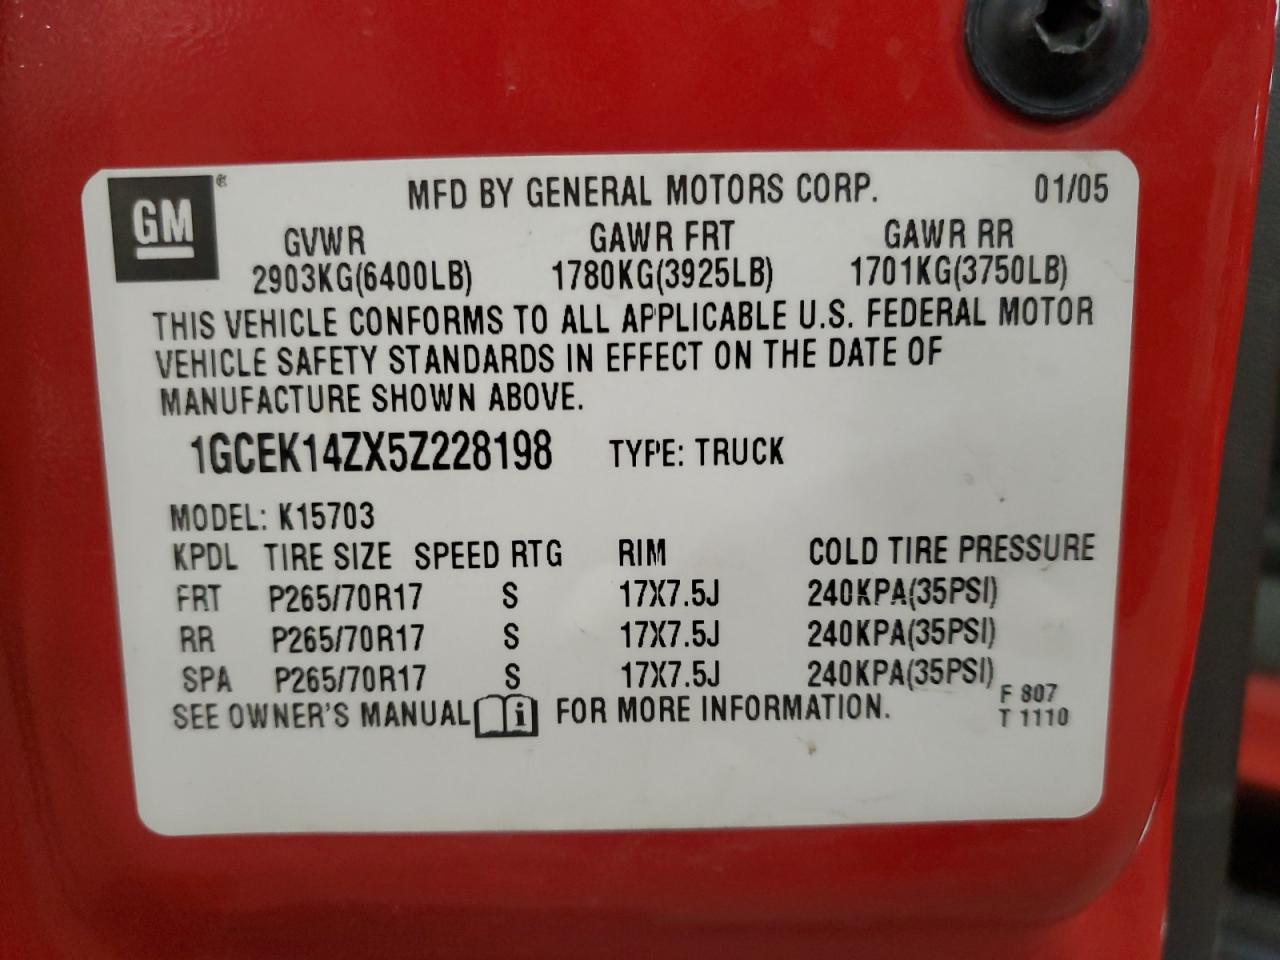 GM® MFD BY GENERAL MOTORS CORP. 01/05
GVWR GAWR FRT GAWR RR
2903KG(6400LB) 1780KG(3925LB) 1701KG(3750LB)
THIS VEHICLE CONFORMS TO ALL APPLICABLE U.S. FEDERAL MOTOR
VEHICLE SAFETY STANDARDS IN EFFECT ON THE DATE OF
MANUFACTURE SHOWN ABOVE.
1GCEK14ZX5Z228198 TYPE: TRUCK
MODEL: K15703
KPDL TIRE SIZE SPEED RTG RIM COLD TIRE PRESSURE
FRT P265/70R17 S 17X7.5J 240KPA(35PSI)
RR P265/70R17 S 17X7.5J 240KPA(35PSI)
SPA P265/70R17 S 17X7.5J 240KPA(35PSI)
SEE OWNER'S MANUAL i FOR MORE INFORMATION.
F 807
T 1110